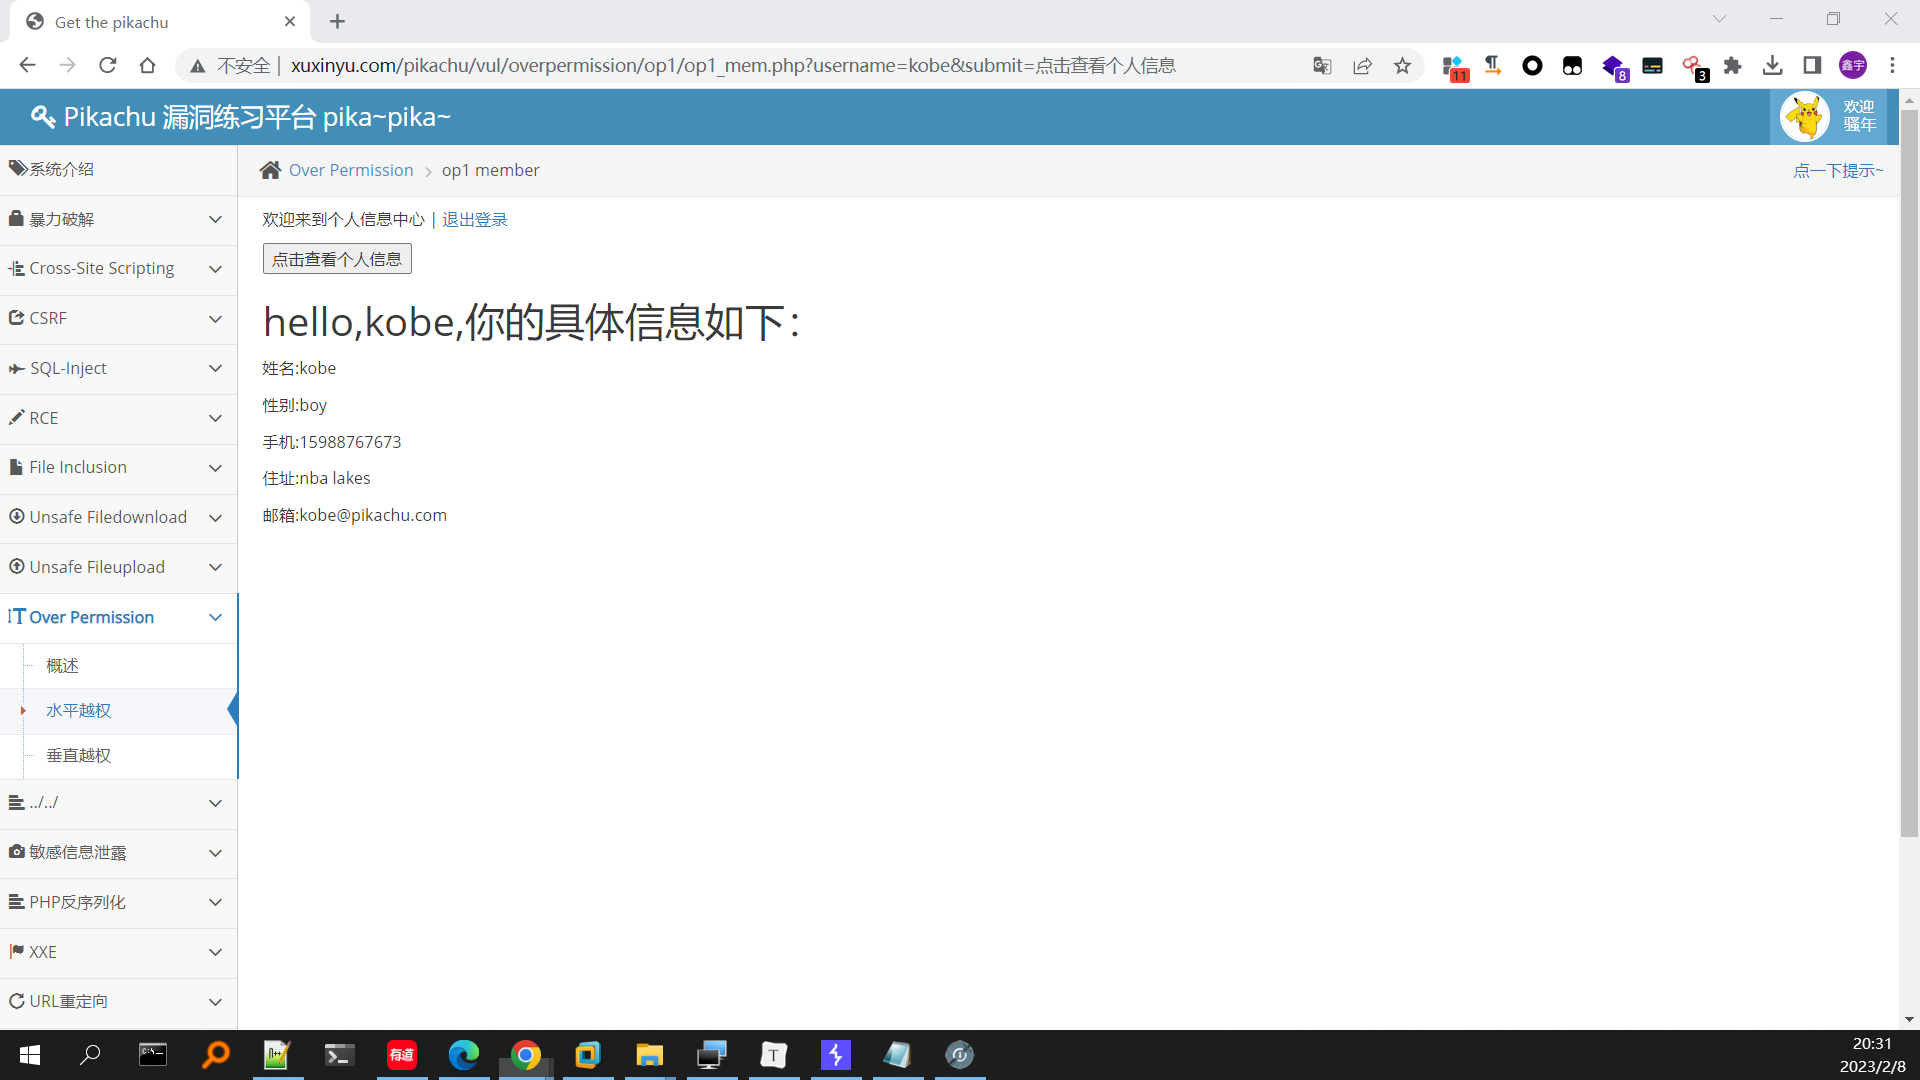 Get the pikachu
不安全 | xuxinyu.com/pikachu/vul/overpermission/op1/op1_mem.php?username=kobe&submit=点击查看个人信息
11
8
3
鑫宇
Pikachu 漏洞练习平台 pika~pika~
欢迎
骚年
系统介绍
暴力破解
Cross-Site Scripting
CSRF
SQL-Inject
RCE
File Inclusion
Unsafe Filedownload
Unsafe Fileupload
Over Permission
概述
水平越权
垂直越权
../../
敏感信息泄露
PHP反序列化
XXE
URL重定向
Over Permission > op1 member
点一下提示~
欢迎来到个人信息中心 | 退出登录
点击查看个人信息
hello,kobe,你的具体信息如下：
姓名:kobe
性别:boy
手机:15988767673
住址:nba lakes
邮箱:kobe@pikachu.com
有道
T
20:31
2023/2/8